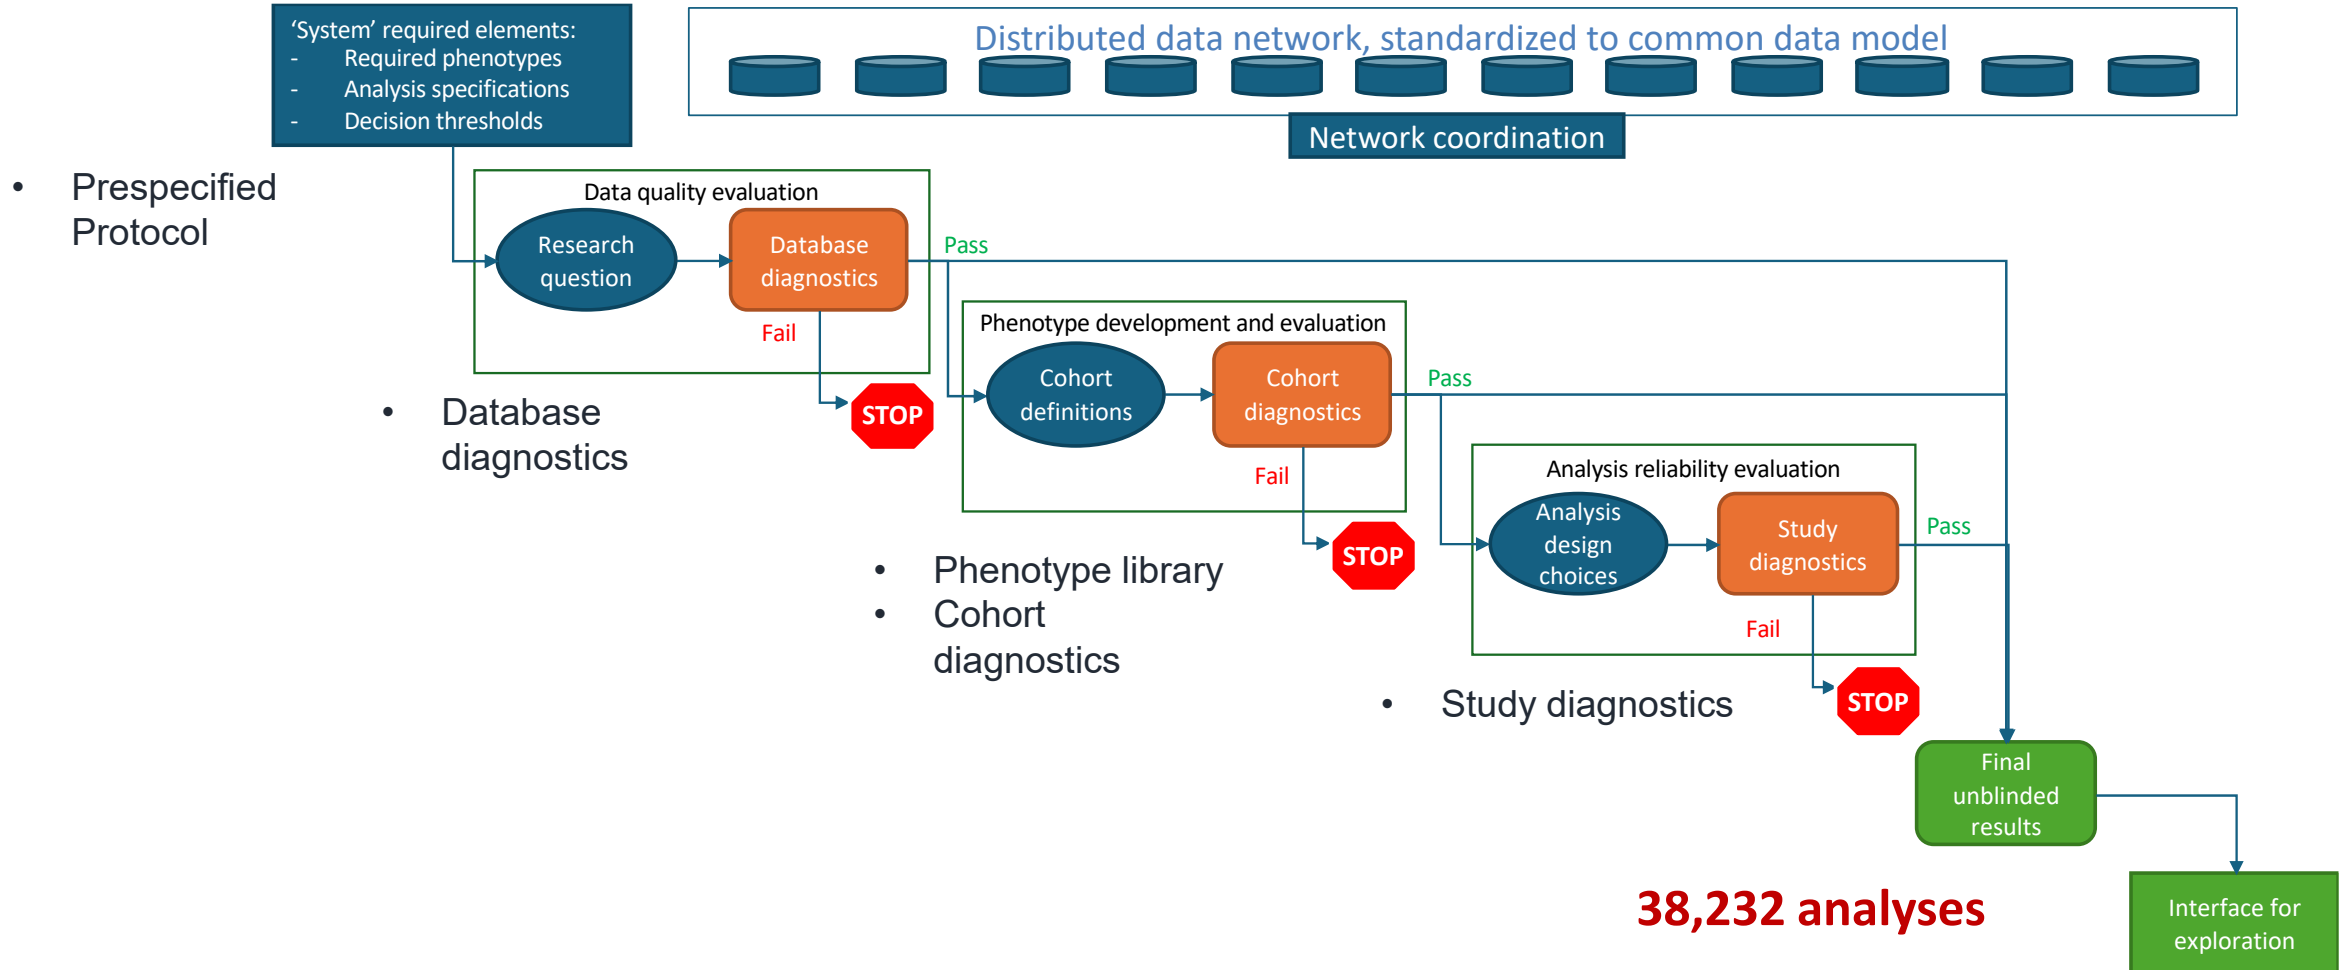 ‘System’ required elements:
- Required phenotypes
- Analysis specifications
- Decision thresholds
Distributed data network, standardized to common data model
Network coordination
• Prespecified
Protocol
Data quality evaluation
Research
question
Database
diagnostics
Pass
Fail
STOP
• Database
diagnostics
Phenotype development and evaluation
Cohort
definitions
Cohort
diagnostics
Pass
Fail
STOP
• Phenotype library
• Cohort
diagnostics
Analysis reliability evaluation
Analysis
design
choices
Study
diagnostics
Pass
Fail
STOP
• Study diagnostics
Final
unblinded
results
38,232 analyses
Interface for
exploration